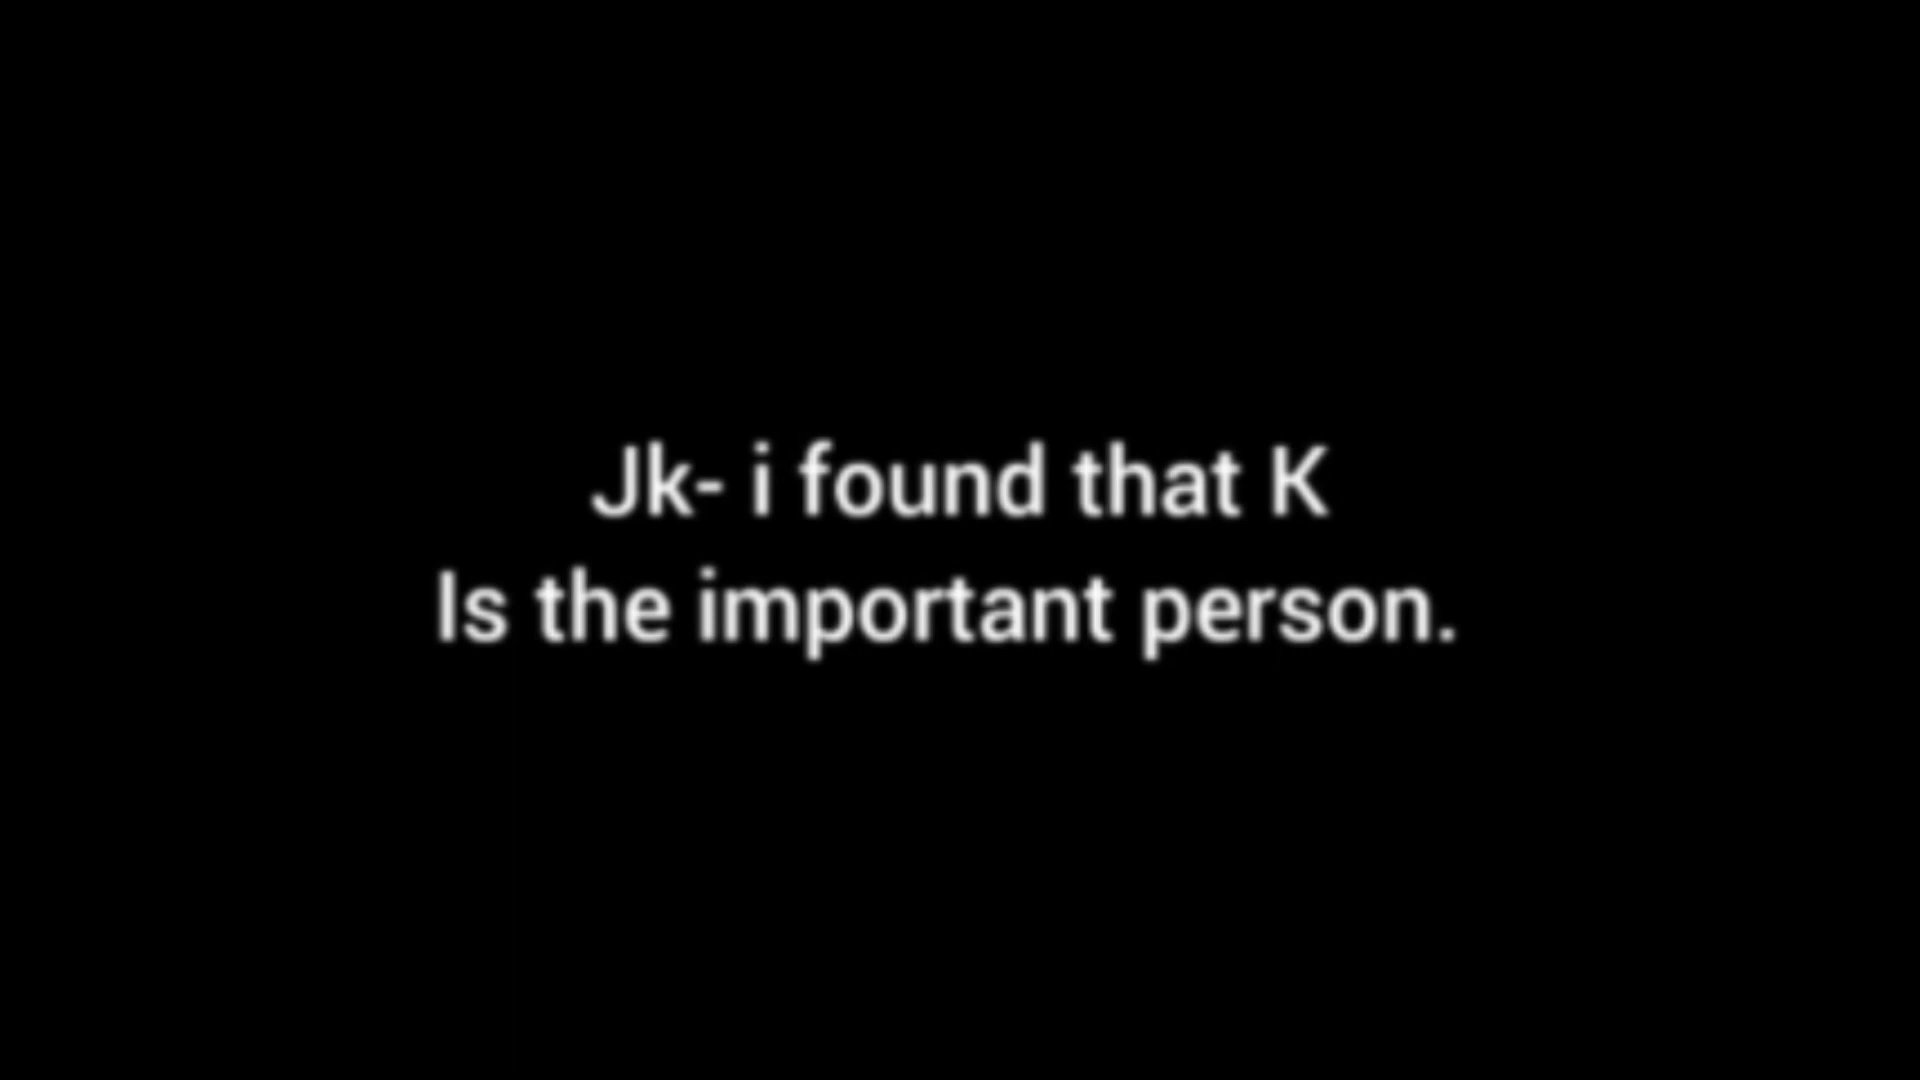 Jk- i found that K
Is the important person.